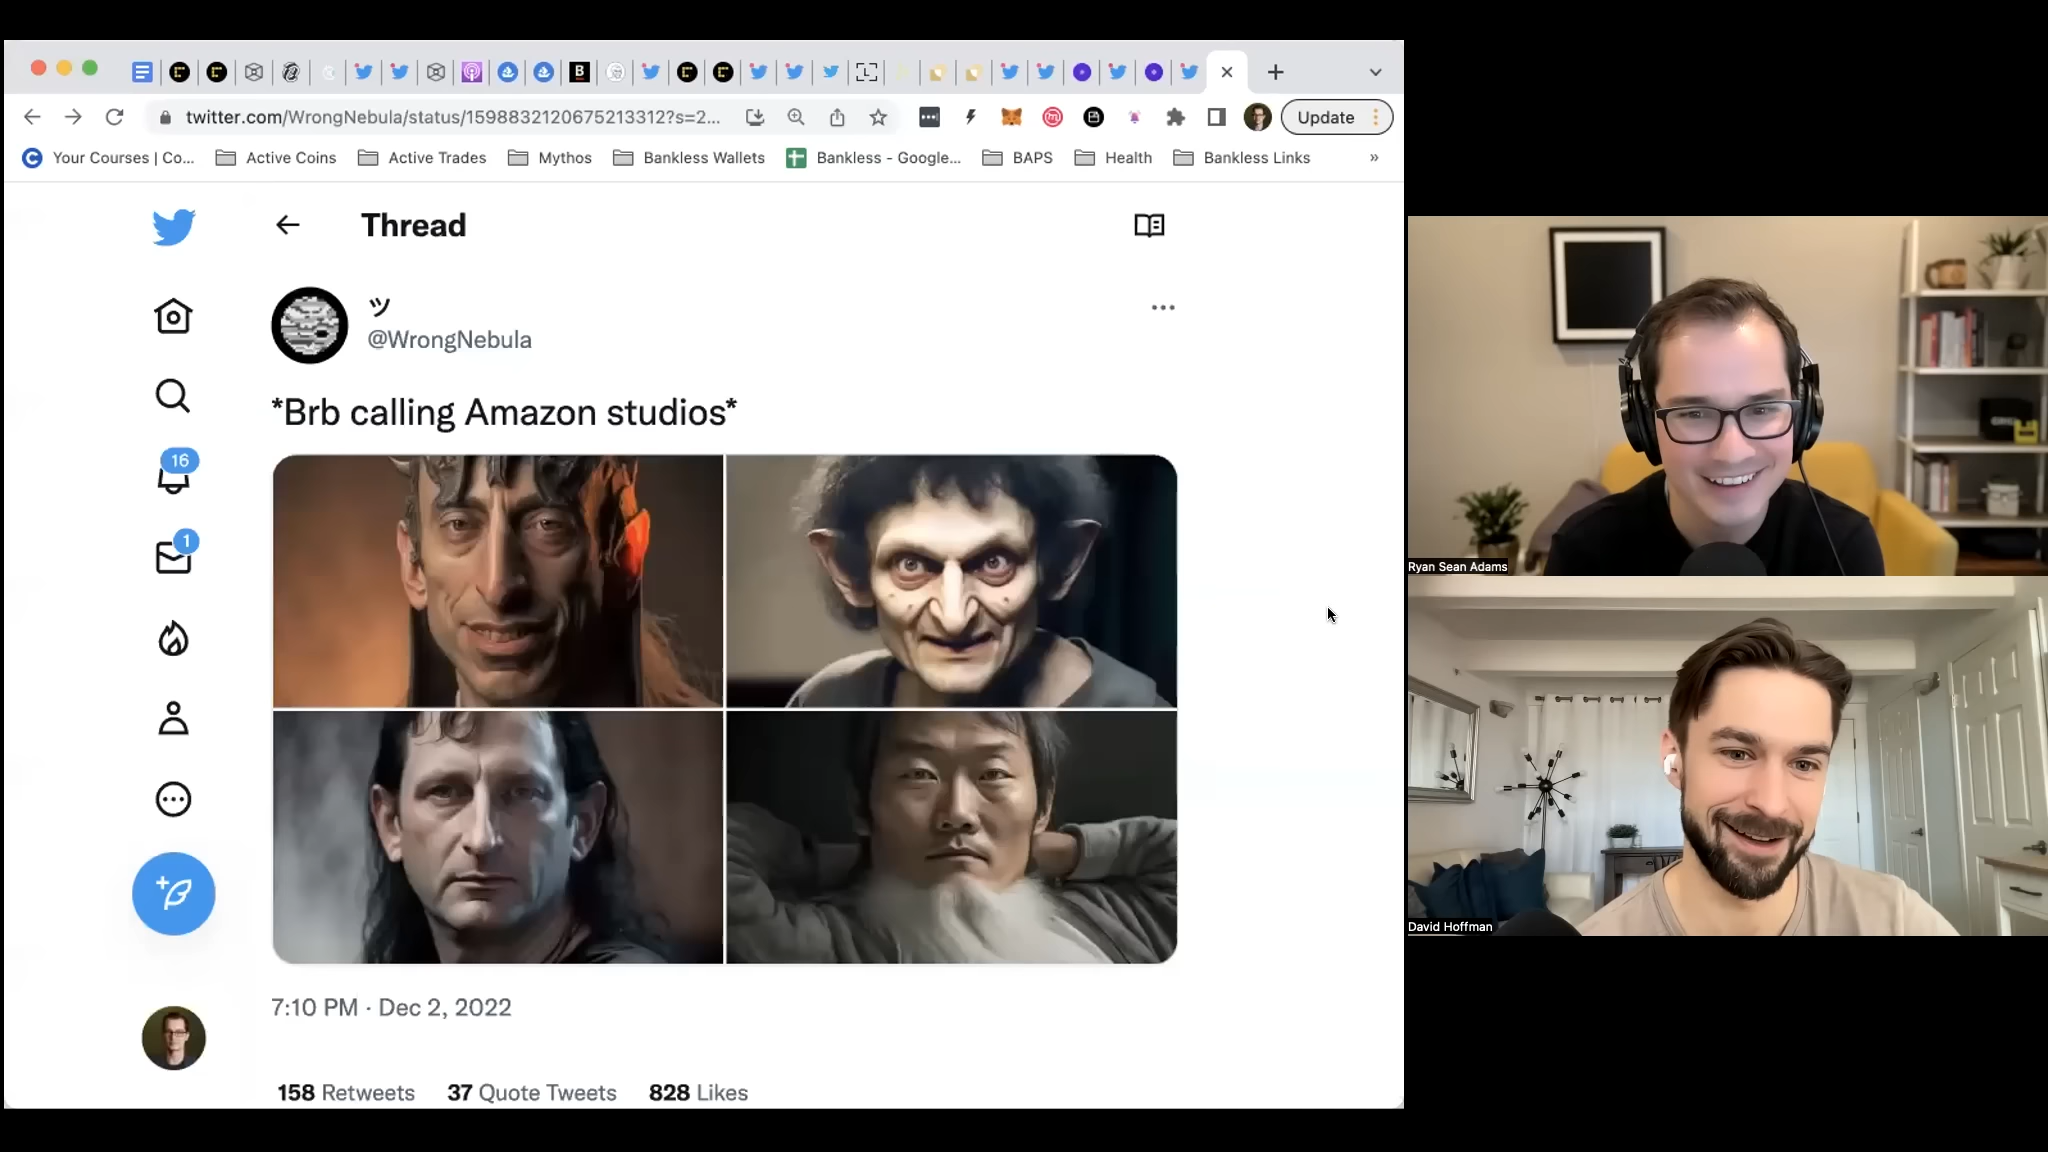 twitter.com/WrongNebula/status/1598832120675213312?s=2...
Update
Your Courses | Co...
Active Coins
Active Trades
Mythos
Bankless Wallets
Bankless - Google...
BAPS
Health
Bankless Links
»
Thread
ツ
@WrongNebula
*Brb calling Amazon studios*
16
1
7:10 PM · Dec 2, 2022
158 Retweets 37 Quote Tweets 828 Likes
Ryan Sean Adams
David Hoffman